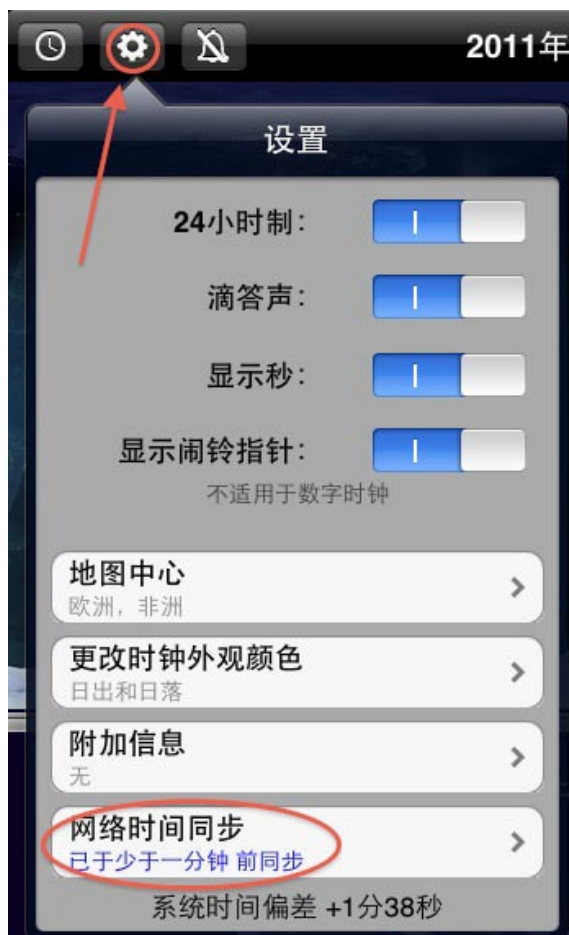 2011年
设置
24小时制：
滴答声：
显示秒：
显示闹铃指针：
不适用于数字时钟
地图中心
欧洲，非洲
更改时钟外观颜色
日出和日落
附加信息
无
网络时间同步
已于少于一分钟 前同步
系统时间偏差 +1分38秒